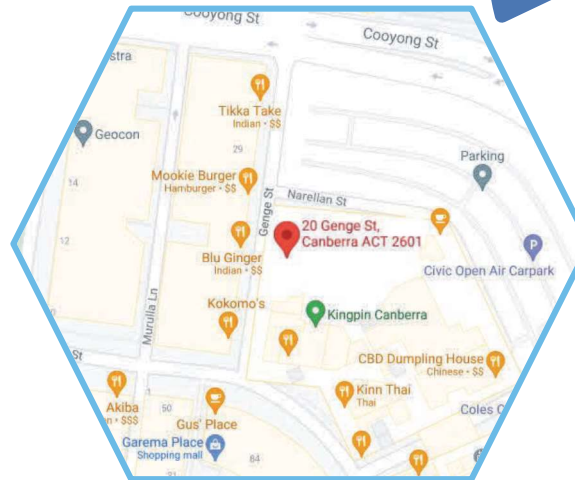 Cooyong St
Cooyong St
stra
Tikka Take
Indian • $$
Geocon
29
Parking
Mookie Burger
Hamburger • $$
14
Narellan St
Genge St
20 Genge St,
Canberra ACT 2601
12
Blu Ginger
Indian • $$
P
Civic Open Air Carpark
Kokomo's
Kingpin Canberra
Murulla Ln
St
CBD Dumpling House
Chinese • $$
Kinn Thai
Thai
1
Akiba
n • $$$
60
Gus' Place
Coles C
Garema Place
Shopping mall
84